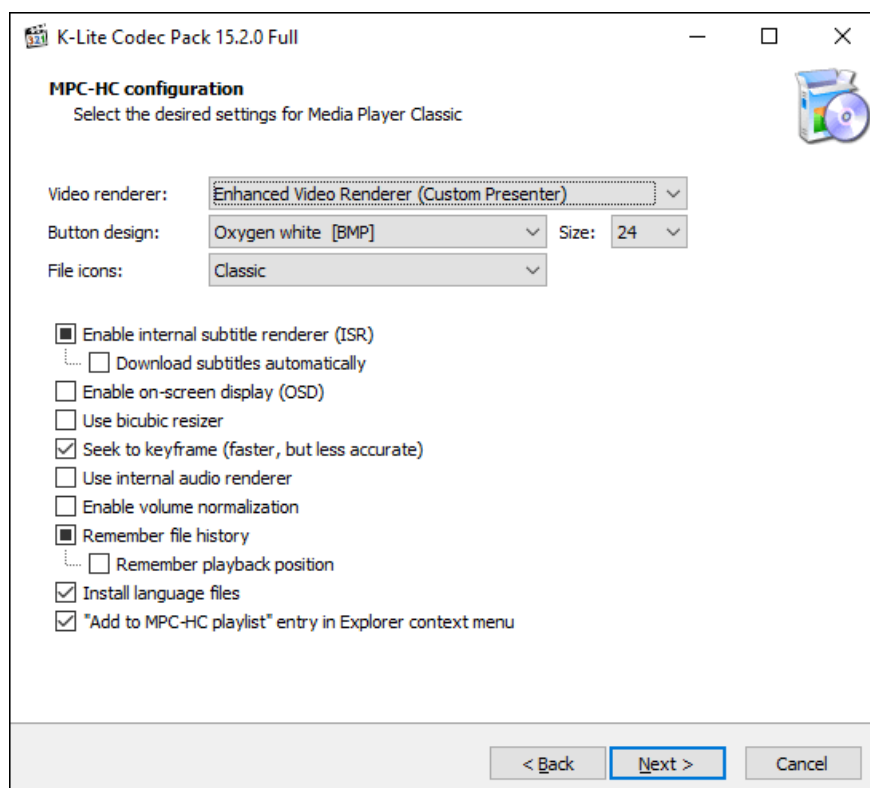 K-Lite Codec Pack 15.2.0 Full
MPC-HC configuration
Select the desired settings for Media Player Classic
Video renderer: Enhanced Video Renderer (Custom Presenter)
Button design: Oxygen white [BMP] Size: 24
File icons: Classic
Enable internal subtitle renderer (ISR)
Download subtitles automatically
Enable on-screen display (OSD)
Use bicubic resizer
Seek to keyframe (faster, but less accurate)
Use internal audio renderer
Enable volume normalization
Remember file history
Remember playback position
Install language files
"Add to MPC-HC playlist" entry in Explorer context menu
< Back Next > Cancel